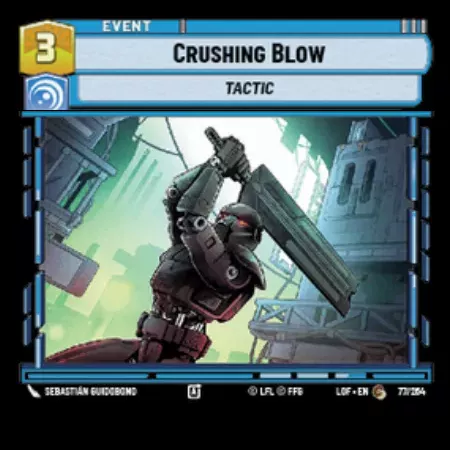 EVENT
3
CRUSHING BLOW
TACTIC
SEBASTIÁN GUIDOBONO
A
© LFL © FFG
LOF • EN
77/264